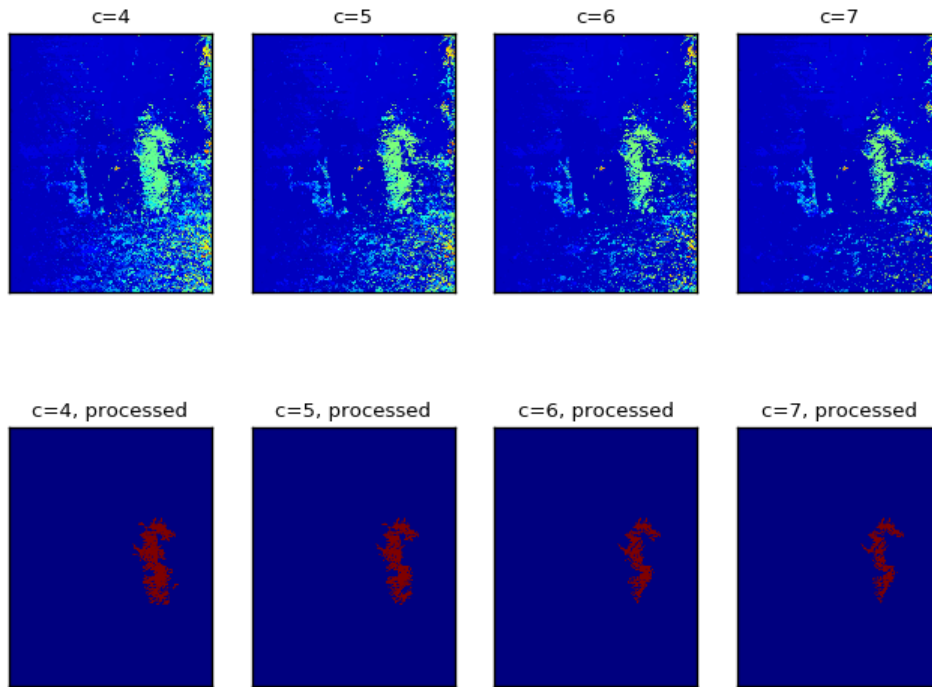 c=4
c=5
c=6
c=7
c=4, processed
c=5, processed
c=6, processed
c=7, processed